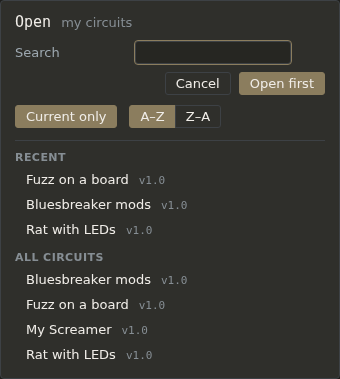 Open my circuits
Search
Cancel Open first
Current only A–Z Z–A
RECENT
Fuzz on a board v1.0
Bluesbreaker mods v1.0
Rat with LEDs v1.0
ALL CIRCUITS
Bluesbreaker mods v1.0
Fuzz on a board v1.0
My Screamer v1.0
Rat with LEDs v1.0